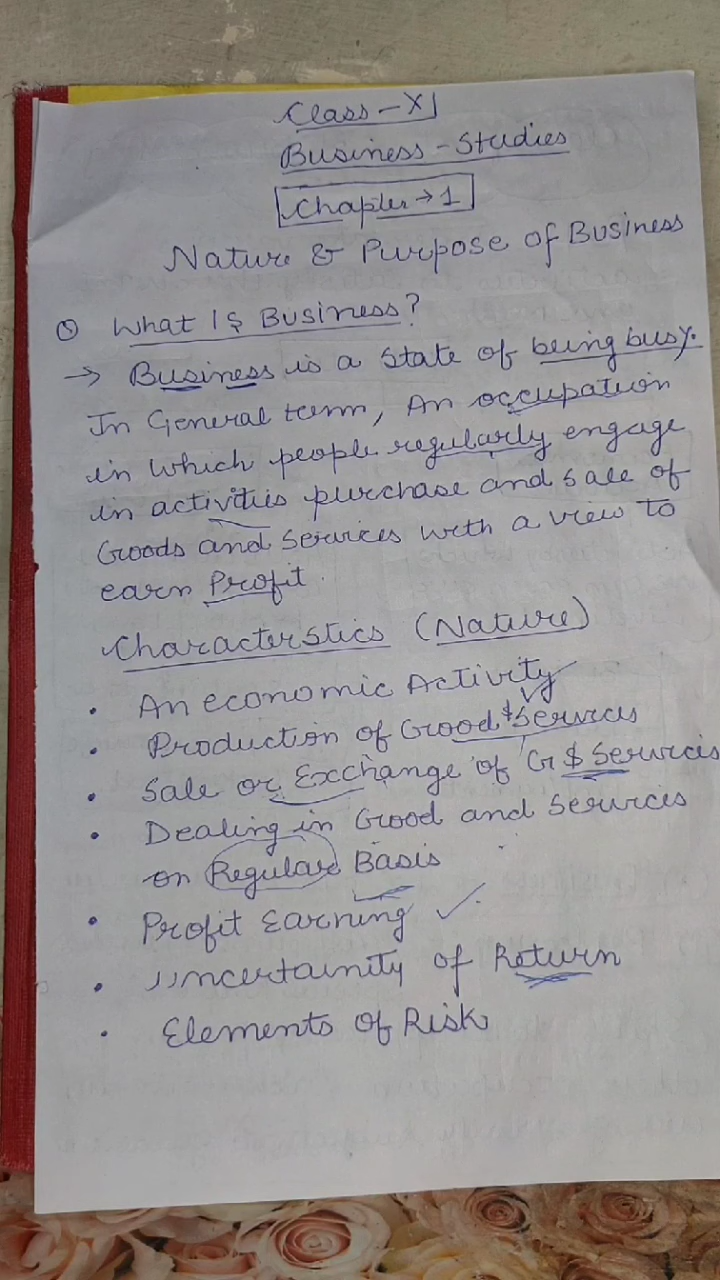 Class - XI
Business - Studies
Chapter → 1
Nature & Purpose of Business
Q What Is Business?
→ Business is a State of being busy.
In General term, An occupation
in which people regularly engage
in activities purchase and sale of
Goods and Services with a view to
earn Profit.
Characterstics (Nature)
• An economic Activity
• Production of Good $ Services
• Sale or Exchange of G $ Services
• Dealing in Good and Services
on Regular Basis
• Profit Earning ✓
• Uncertainity of Return
• Elements of Risk